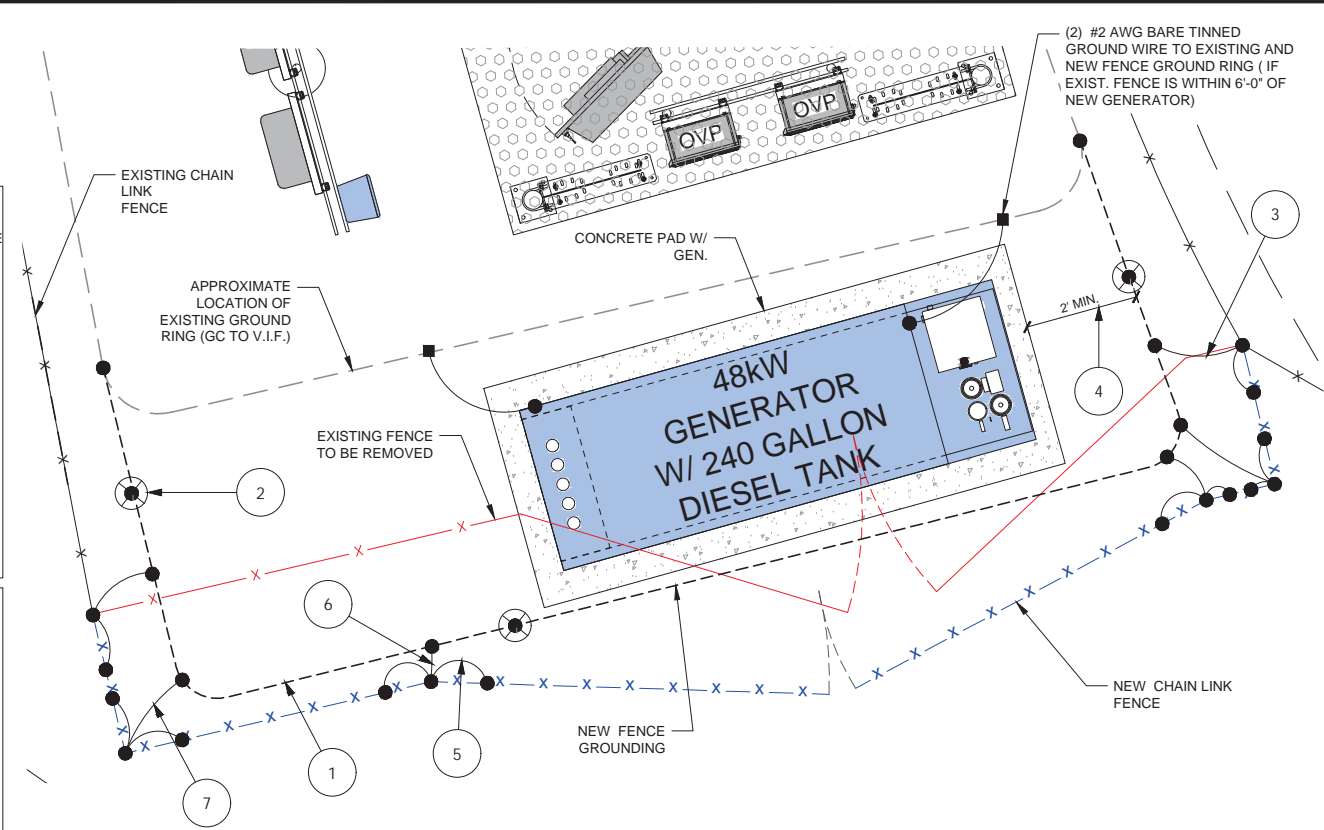 (2) #2 AWG BARE TINNED
GROUND WIRE TO EXISTING AND
NEW FENCE GROUND RING ( IF
EXIST. FENCE IS WITHIN 6'-0" OF
NEW GENERATOR)
OVP
OVP
EXISTING CHAIN
LINK
FENCE
3
CONCRETE PAD W/
GEN.
APPROXIMATE
LOCATION OF
EXISTING GROUND
RING (GC TO V.I.F.)
2' MIN.
4
48kW
GENERATOR
W/ 240 GALLON
DIESEL TANK
EXISTING FENCE
TO BE REMOVED
2
6
5
NEW CHAIN LINK
FENCE
NEW FENCE
GROUNDING
1
7